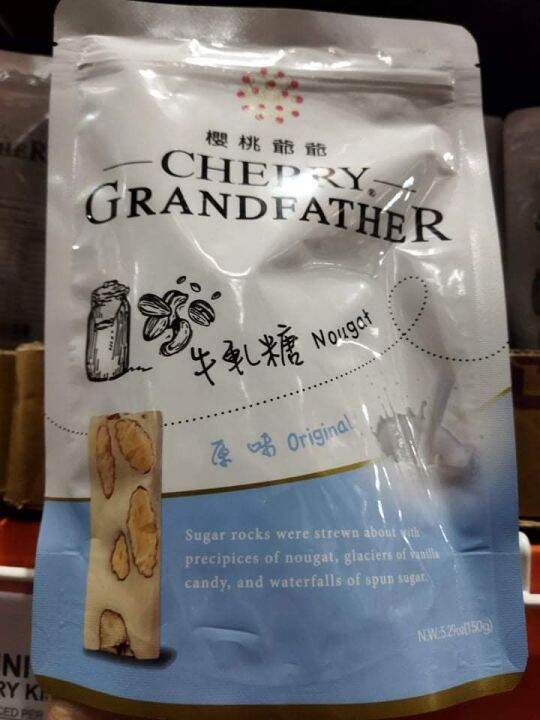 櫻桃爺爺
CHERRY
GRANDFATHER®
牛軋糖 Nougat
原味 Original
Sugar rocks were strewn about with
precipices of nougat, glaciers of vanilla
candy, and waterfalls of spun sugar.
N.W.:5.29oz(150g)